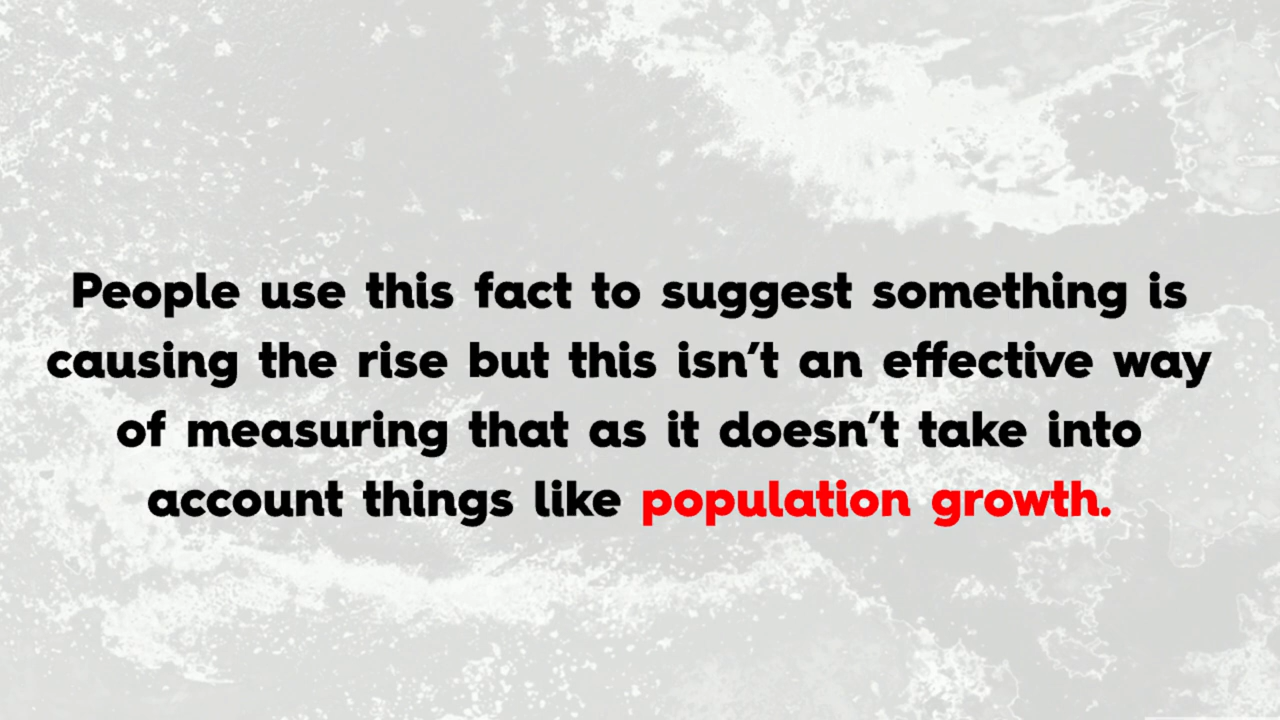 People use this fact to suggest something is
causing the rise but this isn’t an effective way
of measuring that as it doesn’t take into
account things like population growth.